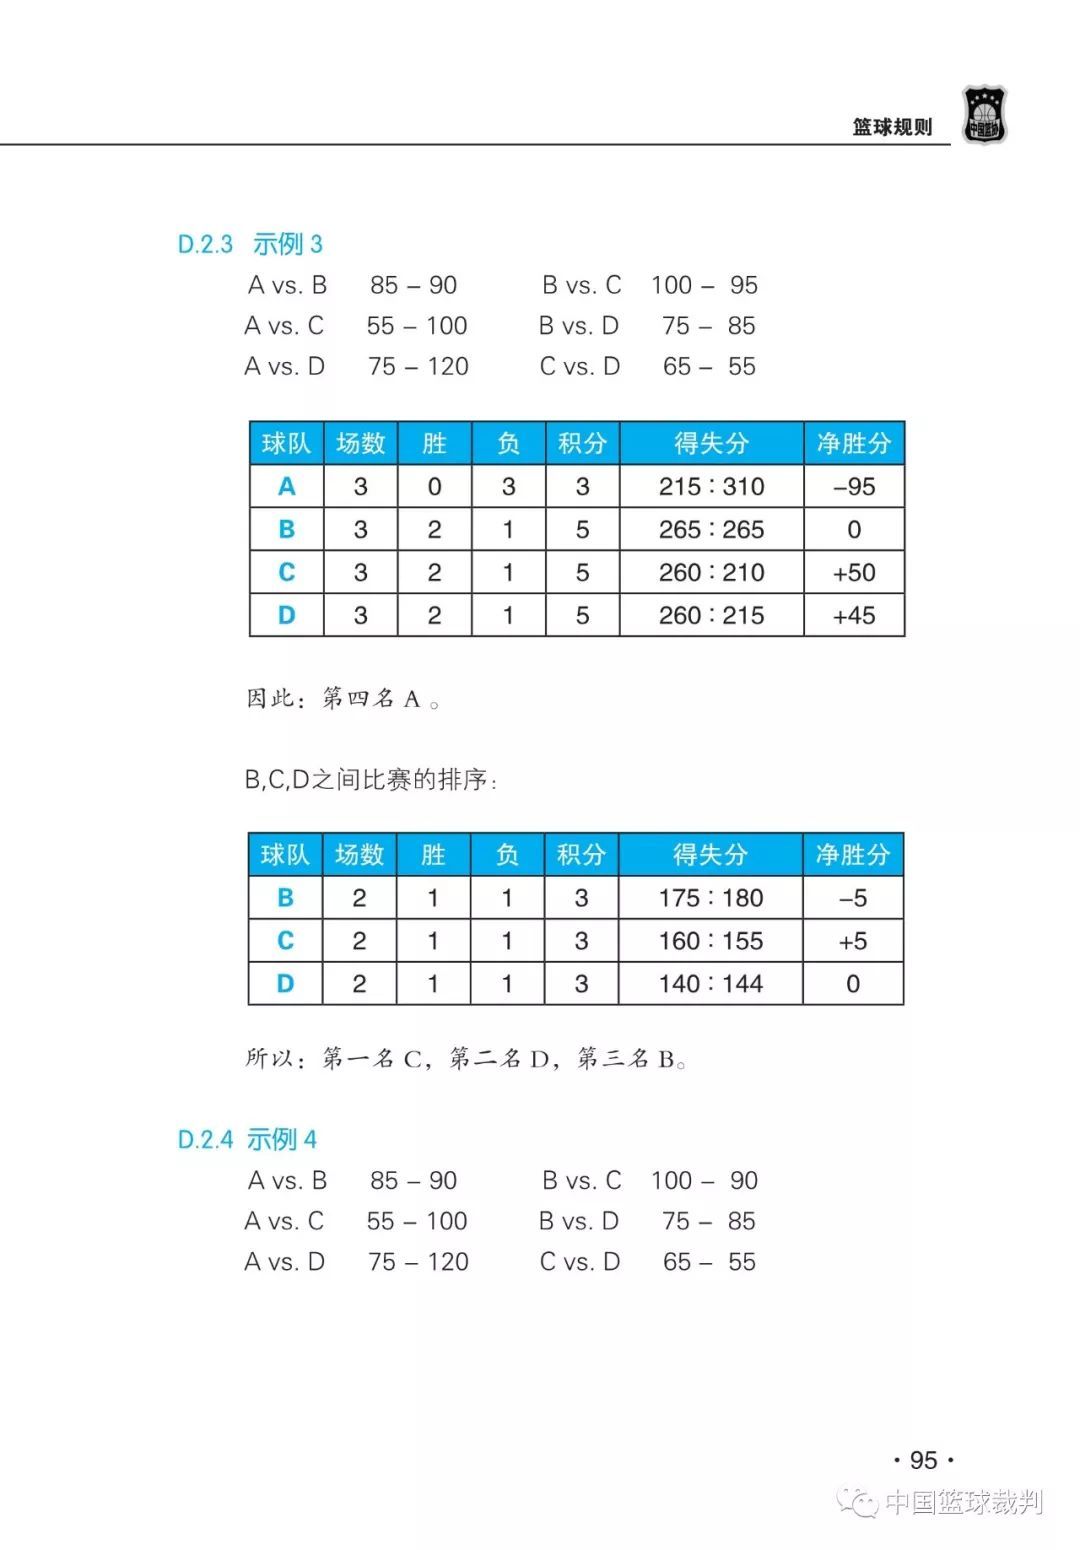 篮球规则
中国篮协
D.2.3 示例 3
A vs. B 85 – 90 B vs. C 100 – 95
A vs. C 55 – 100 B vs. D 75 – 85
A vs. D 75 – 120 C vs. D 65 – 55
球队 场数 胜 负 积分 得失分 净胜分
A 3 0 3 3 215∶310 –95
B 3 2 1 5 265∶265 0
C 3 2 1 5 260∶210 +50
D 3 2 1 5 260∶215 +45
因此：第四名 A 。
B,C,D之间比赛的排序：
球队 场数 胜 负 积分 得失分 净胜分
B 2 1 1 3 175∶180 –5
C 2 1 1 3 160∶155 +5
D 2 1 1 3 140∶144 0
所以：第一名 C，第二名 D，第三名 B。
D.2.4 示例 4
A vs. B 85 – 90 B vs. C 100 – 90
A vs. C 55 – 100 B vs. D 75 – 85
A vs. D 75 – 120 C vs. D 65 – 55
· 95 ·
中国篮球裁判